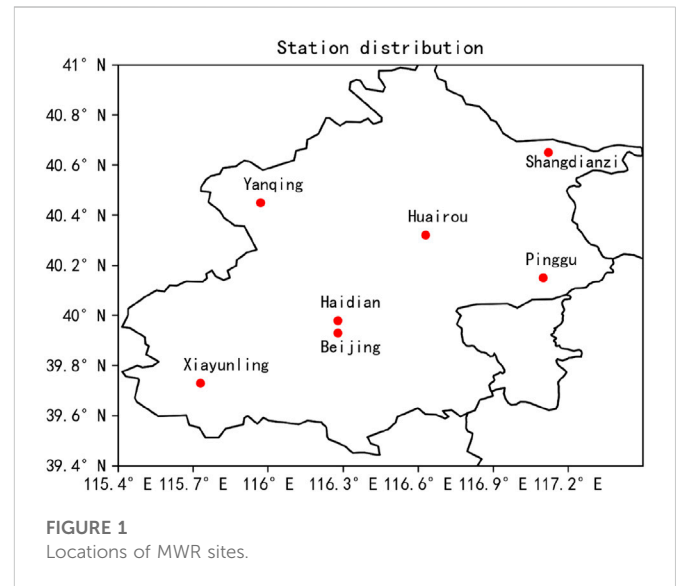 Station distribution
41° N
40.8° N
40.6° N
40.4° N
40.2° N
40° N
39.8° N
39.6° N
39.4° N
Shangdianzi
Yanqing
Huairou
Pinggu
Haidian
Beijing
Xiayunling
115.4° E 115.7° E 116° E 116.3° E 116.6° E 116.9° E 117.2° E
FIGURE 1
Locations of MWR sites.